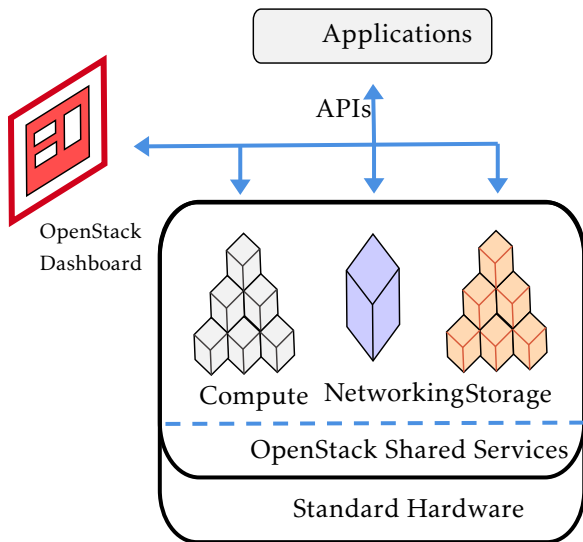 Applications
APIs
OpenStack
Dashboard
Compute NetworkingStorage
OpenStack Shared Services
Standard Hardware